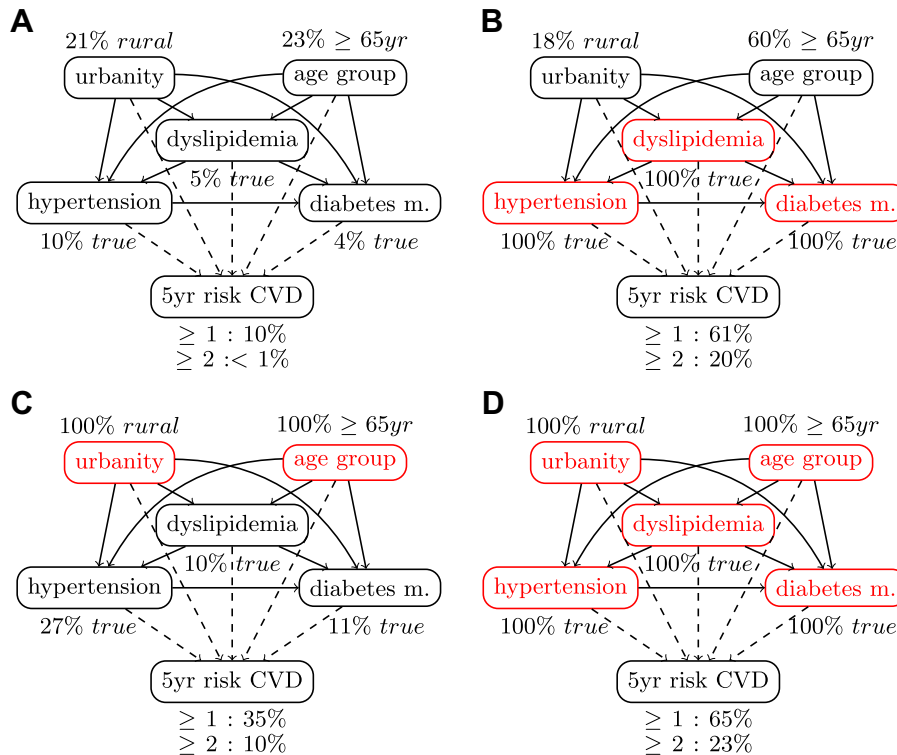 A
21% rural
23% ≥ 65yr
urbanity
age group
dyslipidemia
5% true
hypertension
diabetes m.
10% true
4% true
5yr risk CVD
≥ 1 : 10%
≥ 2 :< 1%
B
18% rural
60% ≥ 65yr
urbanity
age group
dyslipidemia
100% true
hypertension
diabetes m.
100% true
100% true
5yr risk CVD
≥ 1 : 61%
≥ 2 : 20%
C
100% rural
100% ≥ 65yr
urbanity
age group
dyslipidemia
10% true
hypertension
diabetes m.
27% true
11% true
5yr risk CVD
≥ 1 : 35%
≥ 2 : 10%
D
100% rural
100% ≥ 65yr
urbanity
age group
dyslipidemia
100% true
hypertension
diabetes m.
100% true
100% true
5yr risk CVD
≥ 1 : 65%
≥ 2 : 23%